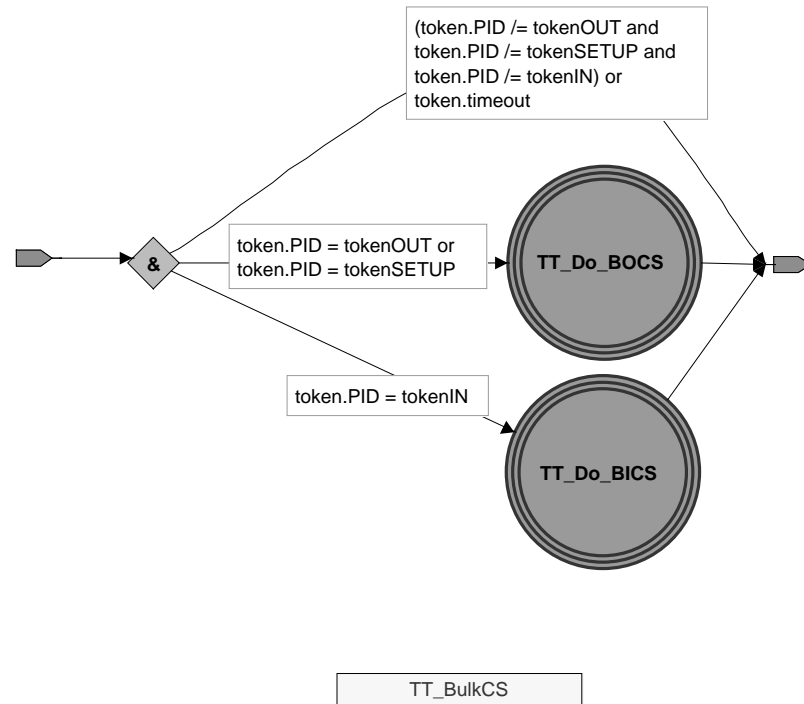 (token.PID /= tokenOUT and
token.PID /= tokenSETUP and
token.PID /= tokenIN) or
token.timeout
&
token.PID = tokenOUT or
token.PID = tokenSETUP
TT_Do_BOCS
token.PID = tokenIN
TT_Do_BICS
TT_BulkCS